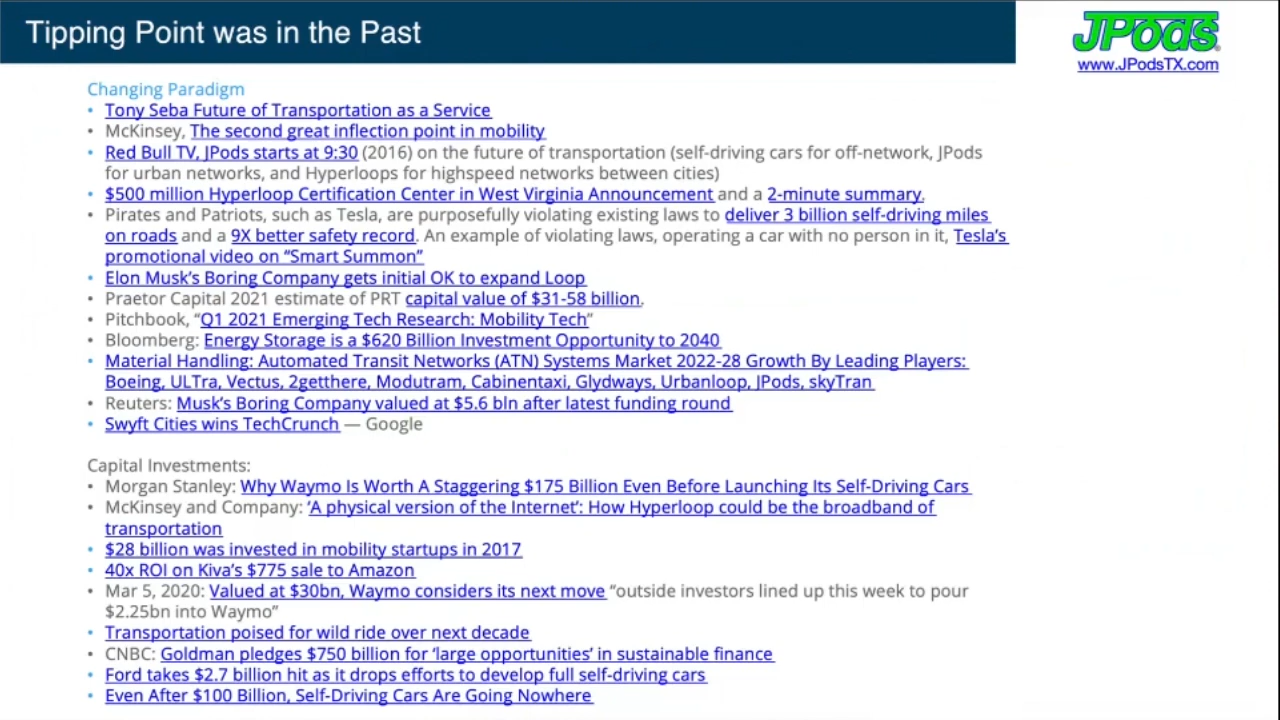 Tipping Point was in the Past
JPods®
www.JPodsTX.com
Changing Paradigm
• Tony Seba Future of Transportation as a Service
• McKinsey, The second great inflection point in mobility
• Red Bull TV, JPods starts at 9:30 (2016) on the future of transportation (self-driving cars for off-network, JPods
for urban networks, and Hyperloops for highspeed networks between cities)
• $500 million Hyperloop Certification Center in West Virginia Announcement and a 2-minute summary.
• Pirates and Patriots, such as Tesla, are purposefully violating existing laws to deliver 3 billion self-driving miles
on roads and a 9X better safety record. An example of violating laws, operating a car with no person in it, Tesla’s
promotional video on “Smart Summon”
• Elon Musk’s Boring Company gets initial OK to expand Loop
• Praetor Capital 2021 estimate of PRT capital value of $31-58 billion.
• Pitchbook, “Q1 2021 Emerging Tech Research: Mobility Tech”
• Bloomberg: Energy Storage is a $620 Billion Investment Opportunity to 2040
• Material Handling: Automated Transit Networks (ATN) Systems Market 2022-28 Growth By Leading Players:
Boeing, ULTra, Vectus, 2getthere, Modutram, Cabinentaxi, Glydways, Urbanloop, JPods, skyTran
• Reuters: Musk’s Boring Company valued at $5.6 bln after latest funding round
• Swyft Cities wins TechCrunch — Google
Capital Investments:
• Morgan Stanley: Why Waymo Is Worth A Staggering $175 Billion Even Before Launching Its Self-Driving Cars
• McKinsey and Company: ‘A physical version of the Internet’: How Hyperloop could be the broadband of
transportation
• $28 billion was invested in mobility startups in 2017
• 40x ROI on Kiva’s $775 sale to Amazon
• Mar 5, 2020: Valued at $30bn, Waymo considers its next move “outside investors lined up this week to pour
$2.25bn into Waymo”
• Transportation poised for wild ride over next decade
• CNBC: Goldman pledges $750 billion for ‘large opportunities’ in sustainable finance
• Ford takes $2.7 billion hit as it drops efforts to develop full self-driving cars
• Even After $100 Billion, Self-Driving Cars Are Going Nowhere